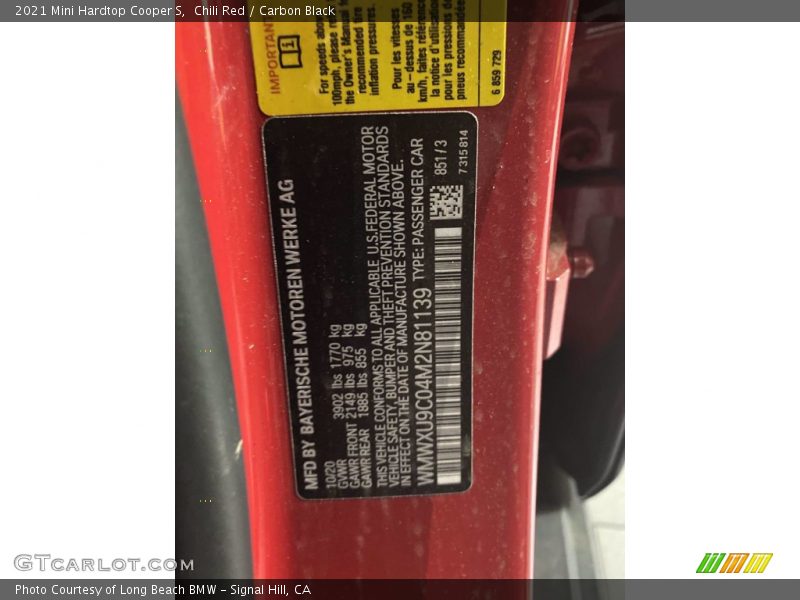 2021 Mini Hardtop Cooper S,  Chili Red / Carbon Black
IMPORTANT
For speeds above
100mph, please
the Owner's Manual
recommended tire
inflation pressures.
Pour les vitesses
au-dessus de 160
km/h, faites
la notice d'utilis
pour les pressions de
pneus recommandées
6 859 729
MFD BY BAYERISCHE MOTOREN WERKE AG
10/20
GVWR 3902 lbs 1770 kg
GAWR FRONT 2149 lbs 975 kg
GAWR REAR 1885 lbs 855 kg
THIS VEHICLE CONFORMS TO ALL APPLICABLE U.S.FEDERAL MOTOR
VEHICLE SAFETY, BUMPER AND THEFT PREVENTION STANDARDS
IN EFFECT ON THE DATE OF MANUFACTURE SHOWN ABOVE.
WMWXU9C04M2N81139 TYPE: PASSENGER CAR
851/3
7 315 814
GTcarlot.com
Photo Courtesy of Long Beach BMW - Signal Hill, CA